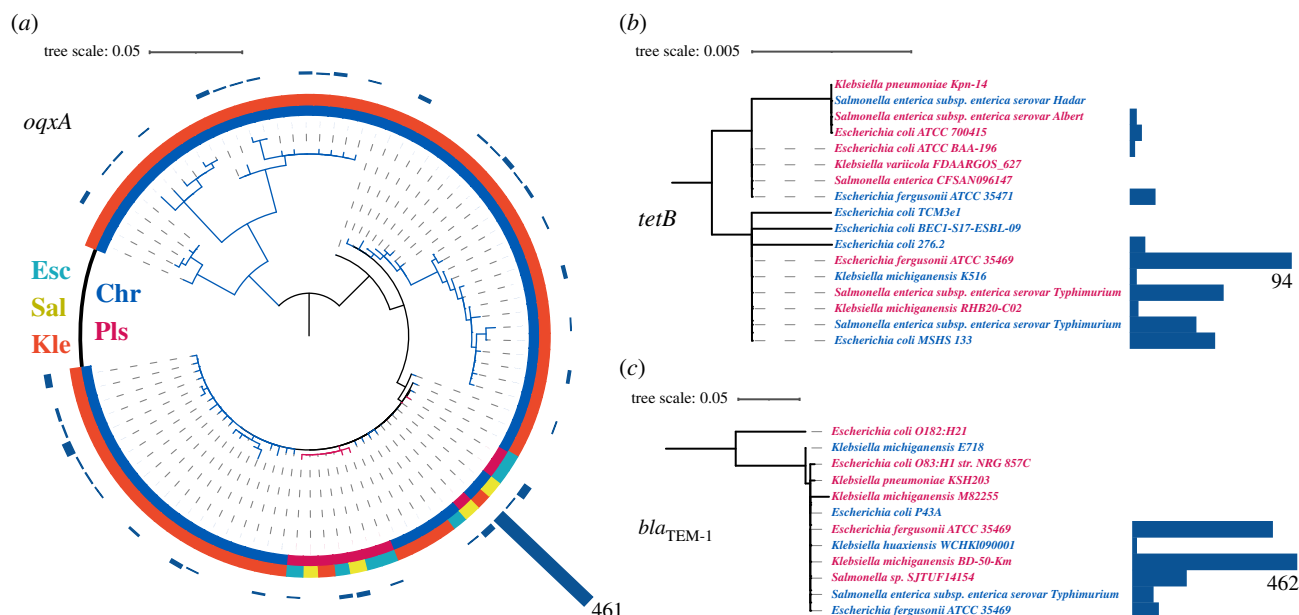 (a)
tree scale: 0.05
oqxA
Esc
Sal
Kle
Chr
Pls
461
(b)
tree scale: 0.005
tetB
Klebsiella pneumoniae Kpn-14
Salmonella enterica subsp. enterica serovar Hadar
Salmonella enterica subsp. enterica serovar Albert
Escherichia coli ATCC 700415
Escherichia coli ATCC BAA-196
Klebsiella variicola FDAARGOS_627
Salmonella enterica CFSAN096147
Escherichia fergusonii ATCC 35471
Escherichia coli TCM3e1
Escherichia coli BEC1-S17-ESBL-09
Escherichia coli 276.2
Escherichia fergusonii ATCC 35469
Klebsiella michiganensis K516
Salmonella enterica subsp. enterica serovar Typhimurium
Klebsiella michiganensis RHB20-C02
Salmonella enterica subsp. enterica serovar Typhimurium
Escherichia coli MSHS 133
94
(c)
tree scale: 0.05
blaTEM-1
Escherichia coli O182:H21
Klebsiella michiganensis E718
Escherichia coli O83:H1 str. NRG 857C
Klebsiella pneumoniae KSH203
Klebsiella michiganensis M82255
Escherichia coli P43A
Escherichia fergusonii ATCC 35469
Klebsiella huaxiensis WCHKl090001
Klebsiella michiganensis BD-50-Km
Salmonella sp. SJTUF14154
Salmonella enterica subsp. enterica serovar Typhimurium
Escherichia fergusonii ATCC 35469
462